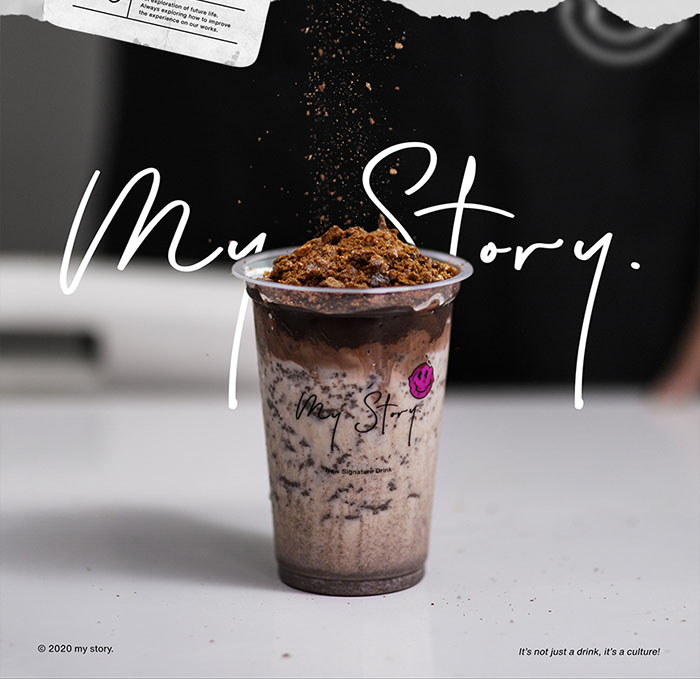 exploration of future life.
Always exploring how to improve
the experience on our works.
My Story.
My Story.
New Signature Drink
© 2020 my story.
It's not just a drink, it's a culture!